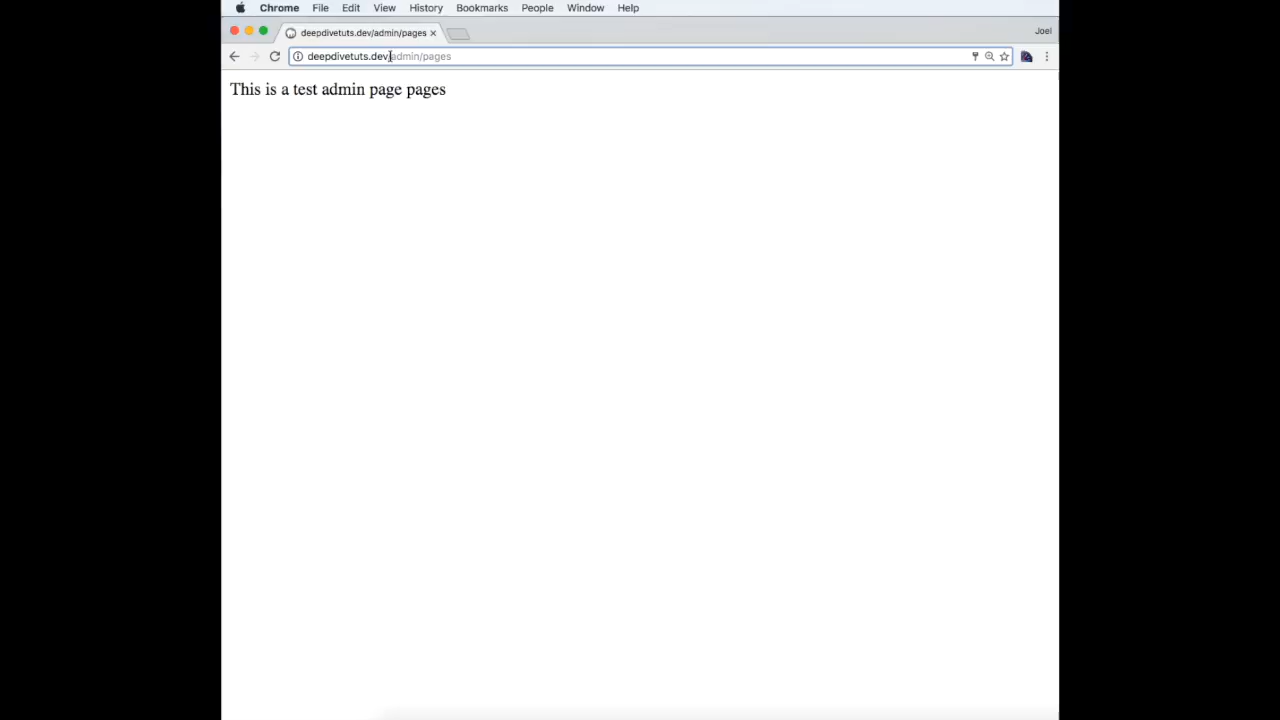 Chrome File Edit View History Bookmarks People Window Help
deepdivetuts.dev/admin/pages
Joel
deepdivetuts.dev/admin/pages
This is a test admin page pages